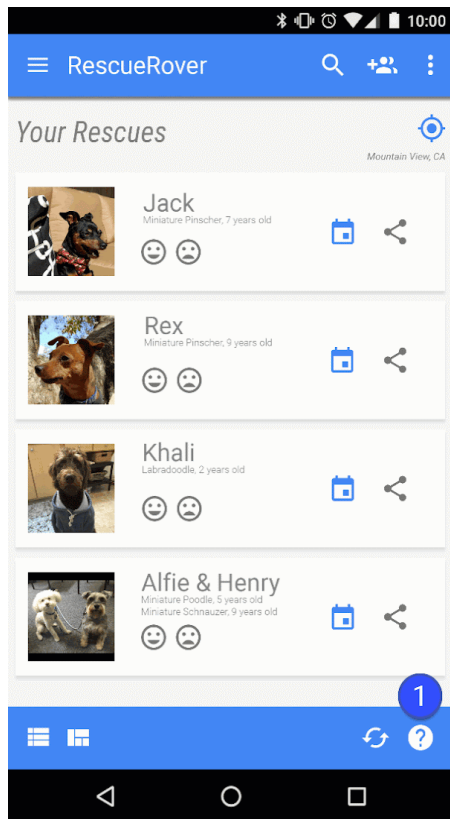 10:00
RescueRover
Your Rescues
Mountain View, CA
Jack
Miniature Pinscher, 7 years old
Rex
Miniature Pinscher, 9 years old
Khali
Labradoodle, 2 years old
Alfie & Henry
Miniature Poodle, 5 years old
Miniature Schnauzer, 9 years old
1
?